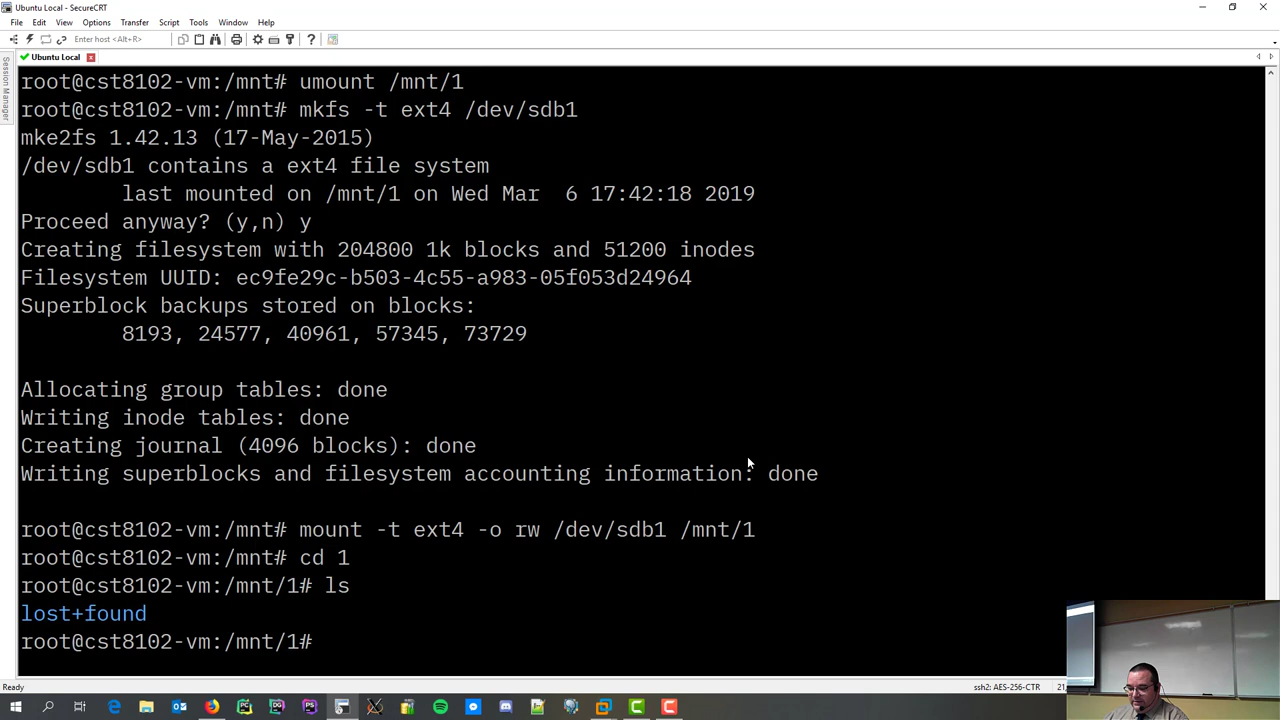 Ubuntu Local - SecureCRT
File Edit View Options Transfer Script Tools Window Help
Enter host <Alt+R>
Ubuntu Local
Session Manager
root@cst8102-vm:/mnt# umount /mnt/1
root@cst8102-vm:/mnt# mkfs -t ext4 /dev/sdb1
mke2fs 1.42.13 (17-May-2015)
/dev/sdb1 contains a ext4 file system
last mounted on /mnt/1 on Wed Mar  6 17:42:18 2019
Proceed anyway? (y,n) y
Creating filesystem with 204800 1k blocks and 51200 inodes
Filesystem UUID: ec9fe29c-b503-4c55-a983-05f053d24964
Superblock backups stored on blocks:
8193, 24577, 40961, 57345, 73729
Allocating group tables: done
Writing inode tables: done
Creating journal (4096 blocks): done
Writing superblocks and filesystem accounting information: done
root@cst8102-vm:/mnt# mount -t ext4 -o rw /dev/sdb1 /mnt/1
root@cst8102-vm:/mnt# cd 1
root@cst8102-vm:/mnt/1# ls
lost+found
root@cst8102-vm:/mnt/1#
Ready
ssh2: AES-256-CTR
21,